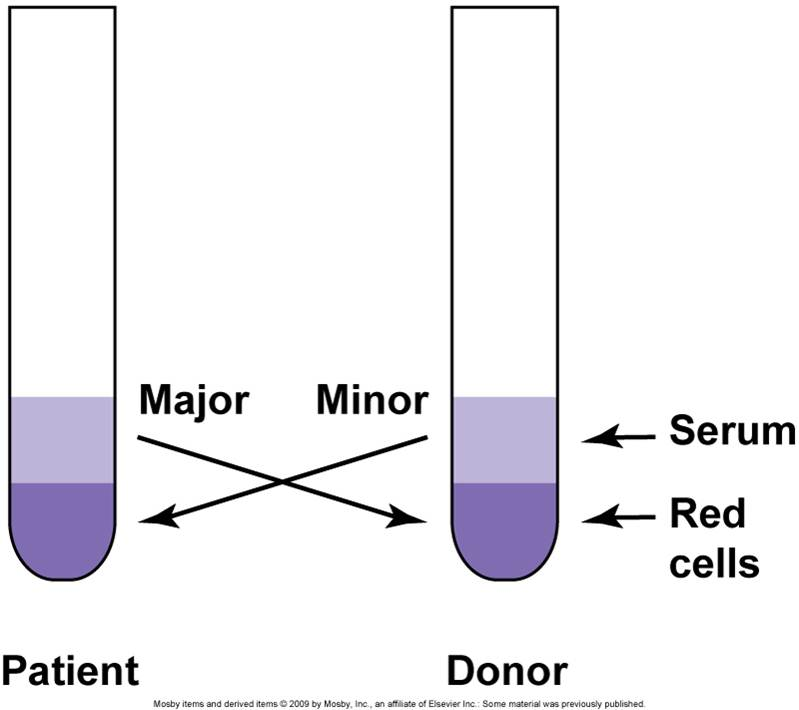 Major
Minor
Serum
Red
cells
Patient
Donor
Mosby items and derived items © 2009 by Mosby, Inc., an affiliate of Elsevier Inc.: Some material was previously published.